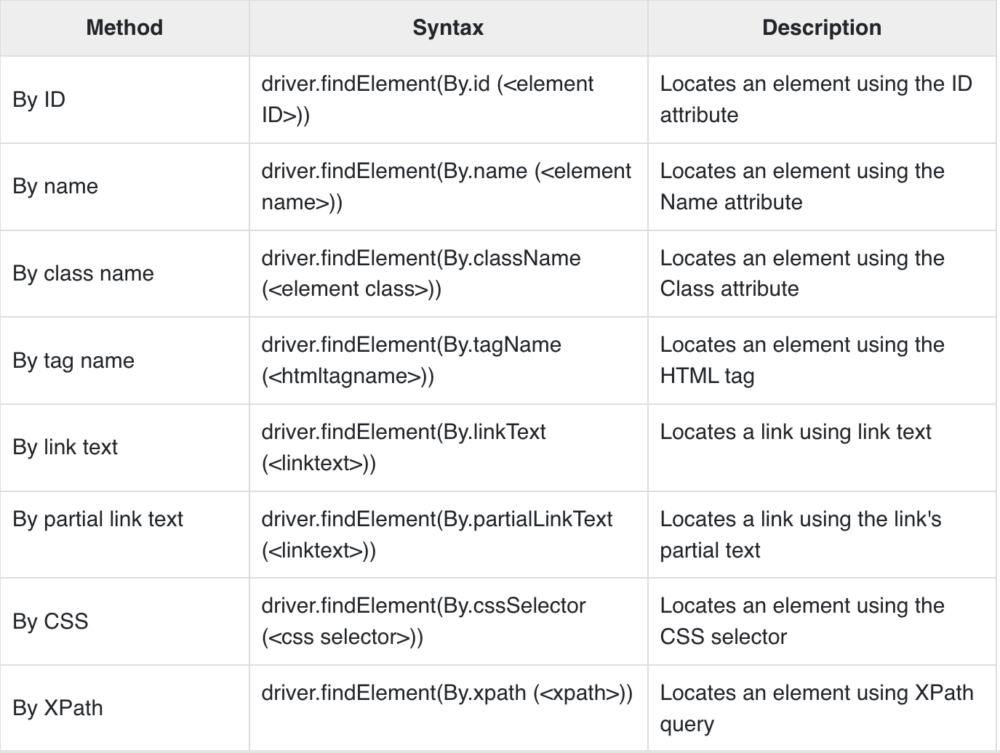 Method Syntax Description
By ID
driver.findElement(By.id (<element
ID>))
Locates an element using the ID
attribute
By name
driver.findElement(By.name (<element
name>))
Locates an element using the
Name attribute
By class name
driver.findElement(By.className
(<element class>))
Locates an element using the
Class attribute
By tag name
driver.findElement(By.tagName
(<htmltagname>))
Locates an element using the
HTML tag
By link text
driver.findElement(By.linkText
(<linktext>))
Locates a link using link text
By partial link text
driver.findElement(By.partialLinkText
(<linktext>))
Locates a link using the link's
partial text
By CSS
driver.findElement(By.cssSelector
(<css selector>))
Locates an element using the
CSS selector
By XPath
driver.findElement(By.xpath (<xpath>))
Locates an element using XPath
query